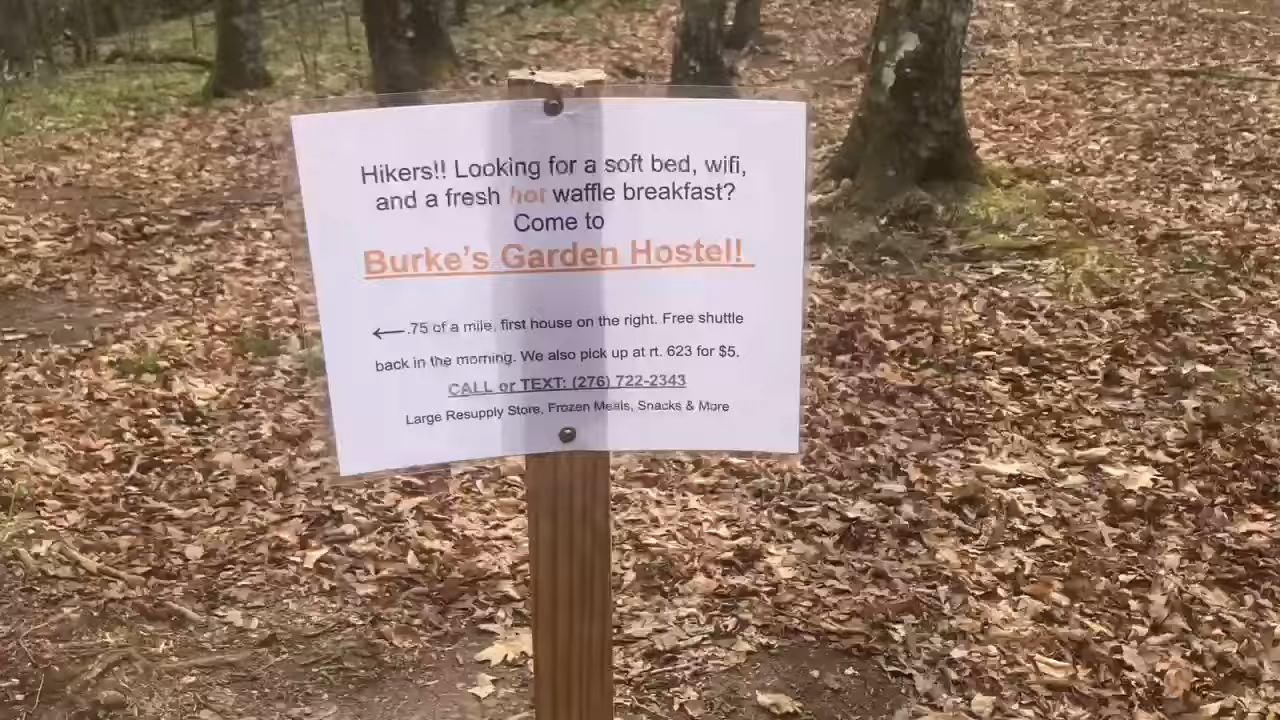 Hikers!! Looking for a soft bed, wifi,
and a fresh hot waffle breakfast?
Come to
Burke's Garden Hostel!
←.75 of a mile, first house on the right. Free shuttle
back in the morning. We also pick up at rt. 623 for $5.
CALL or TEXT: (276) 722-2343
Large Resupply Store, Frozen Meals, Snacks & More